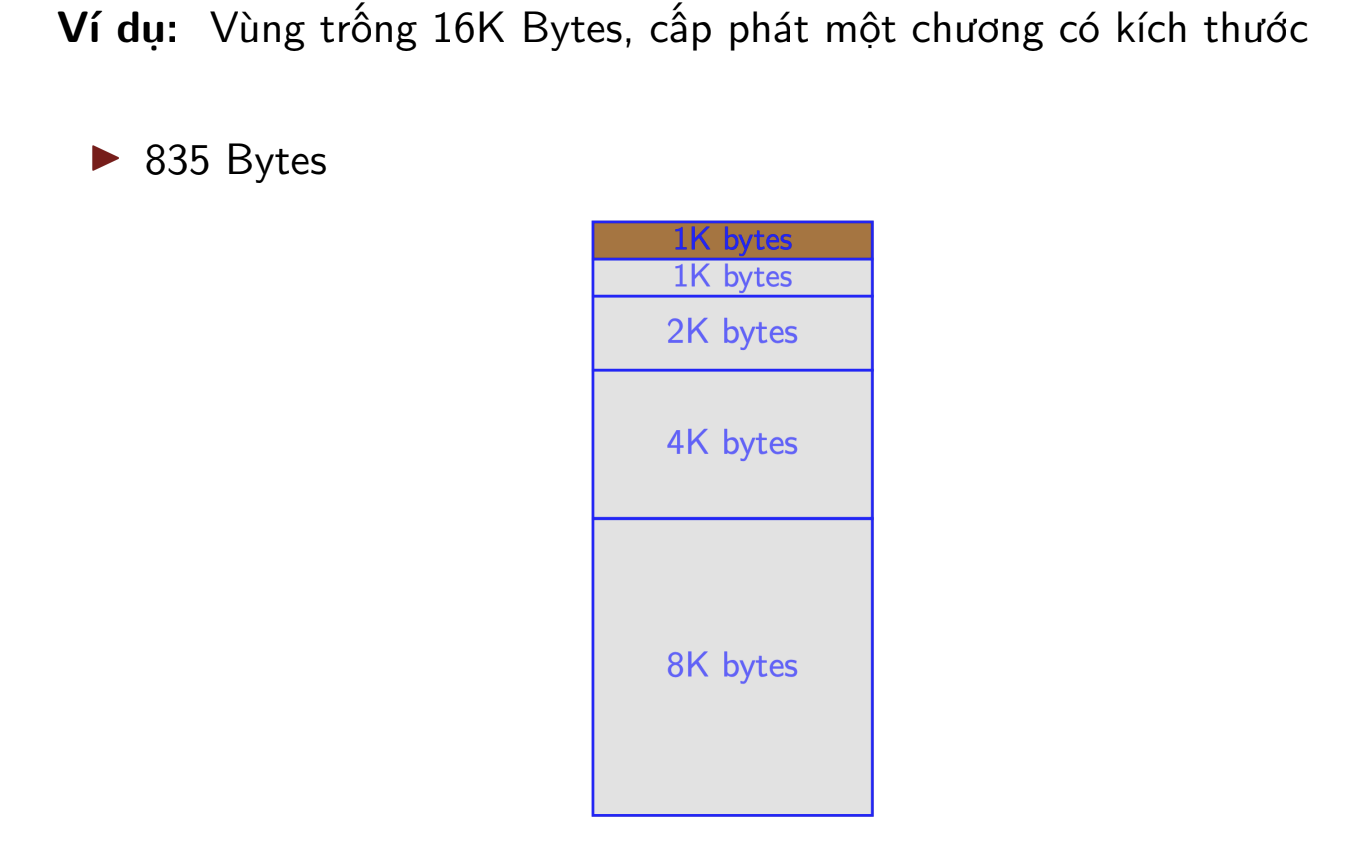 Ví dụ: Vùng trống 16K Bytes, cấp phát một chương có kích thước
► 835 Bytes
1K bytes
1K bytes
2K bytes
4K bytes
8K bytes